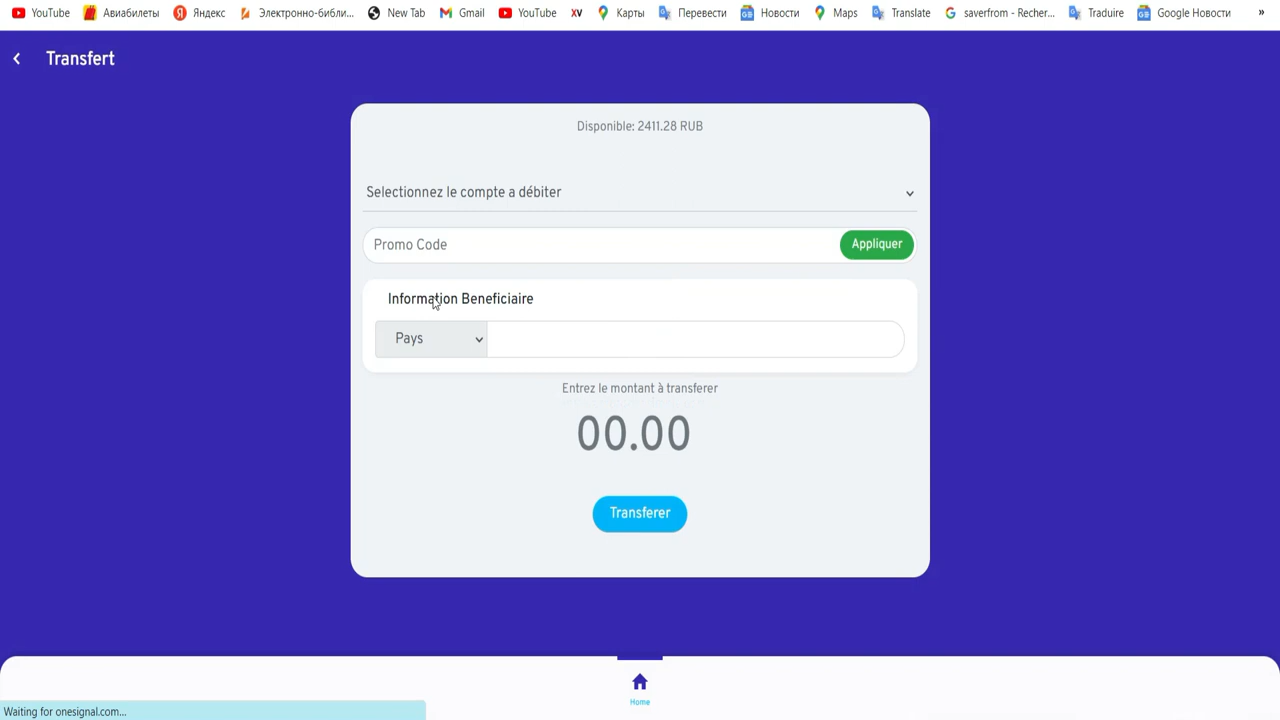 YouTube Авиабилеты Яндекс Электронно-библи... New Tab Gmail YouTube XV Карты Перевести Новости Maps Translate saverfrom - Recher... Traduire Google Новости »
Transfert
Disponible: 2411.28 RUB
Selectionnez le compte a débiter
Promo Code Appliquer
Information Beneficiaire
Pays
Entrez le montant à transferer
00.00
Transferer
Home
Waiting for onesignal.com...